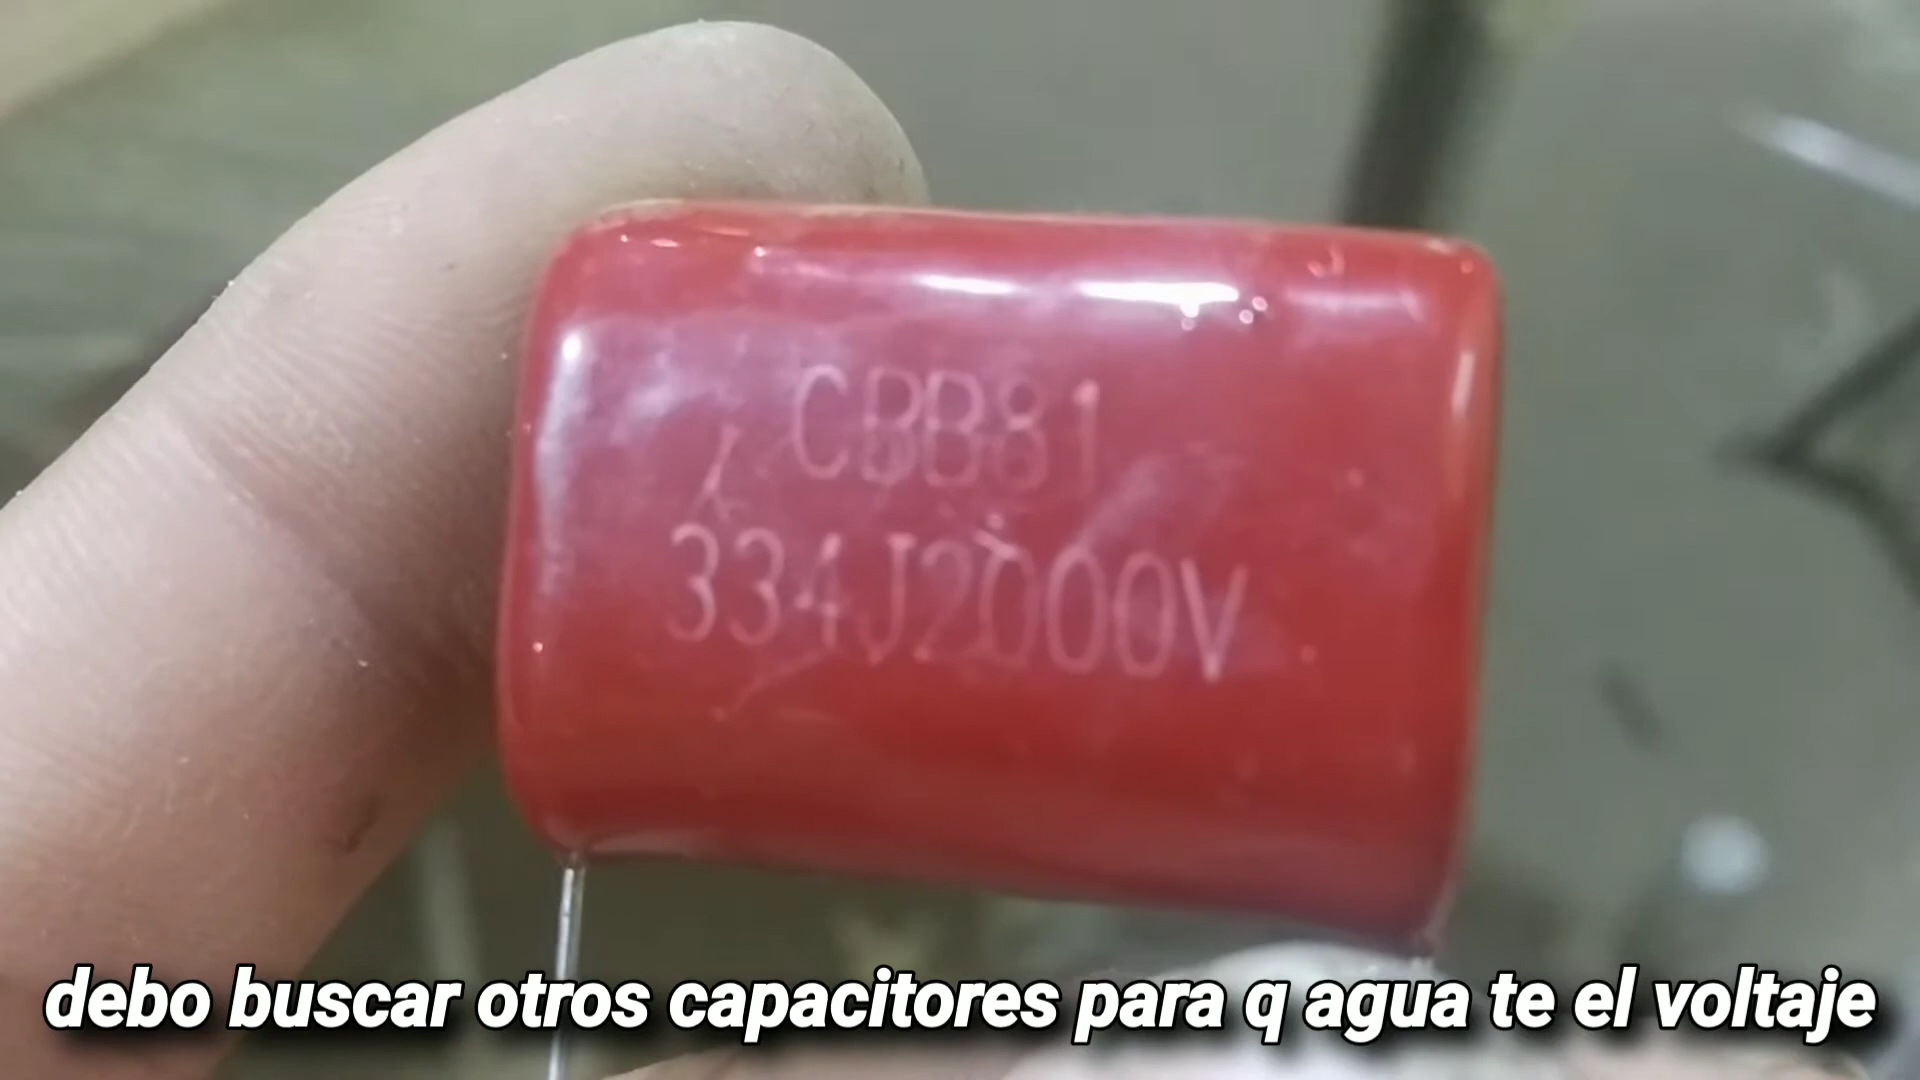 CBB81
334J2000V
debo buscar otros capacitores para q agua te el voltaje